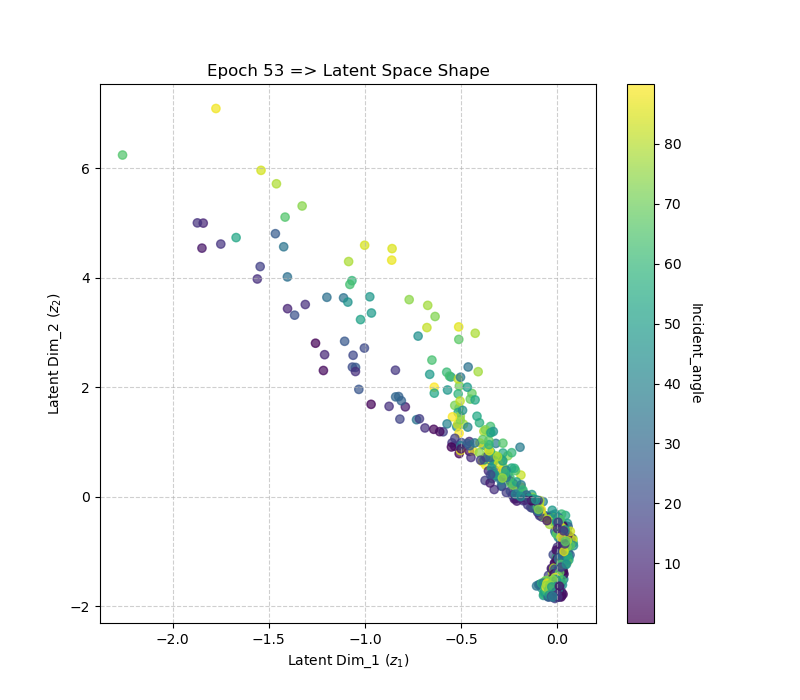 Epoch 53 => Latent Space Shape
Latent Dim_2 (z₂)
6
4
2
0
−2
−2.0 −1.5 −1.0 −0.5 0.0
Latent Dim_1 (z₁)
80
70
60
50
40
30
20
10
Incident_angle